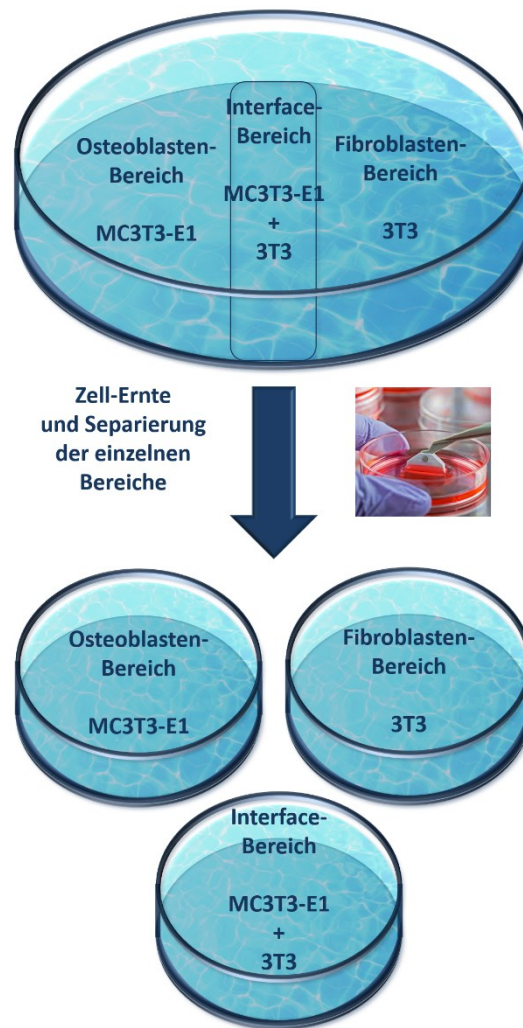 Osteoblasten-
Bereich
MC3T3-E1
Interface-
Bereich
MC3T3-E1
+
3T3
Fibroblasten-
Bereich
3T3
Zell-Ernte
und Separierung
der einzelnen
Bereiche
Osteoblasten-
Bereich
MC3T3-E1
Fibroblasten-
Bereich
3T3
Interface-
Bereich
MC3T3-E1
+
3T3